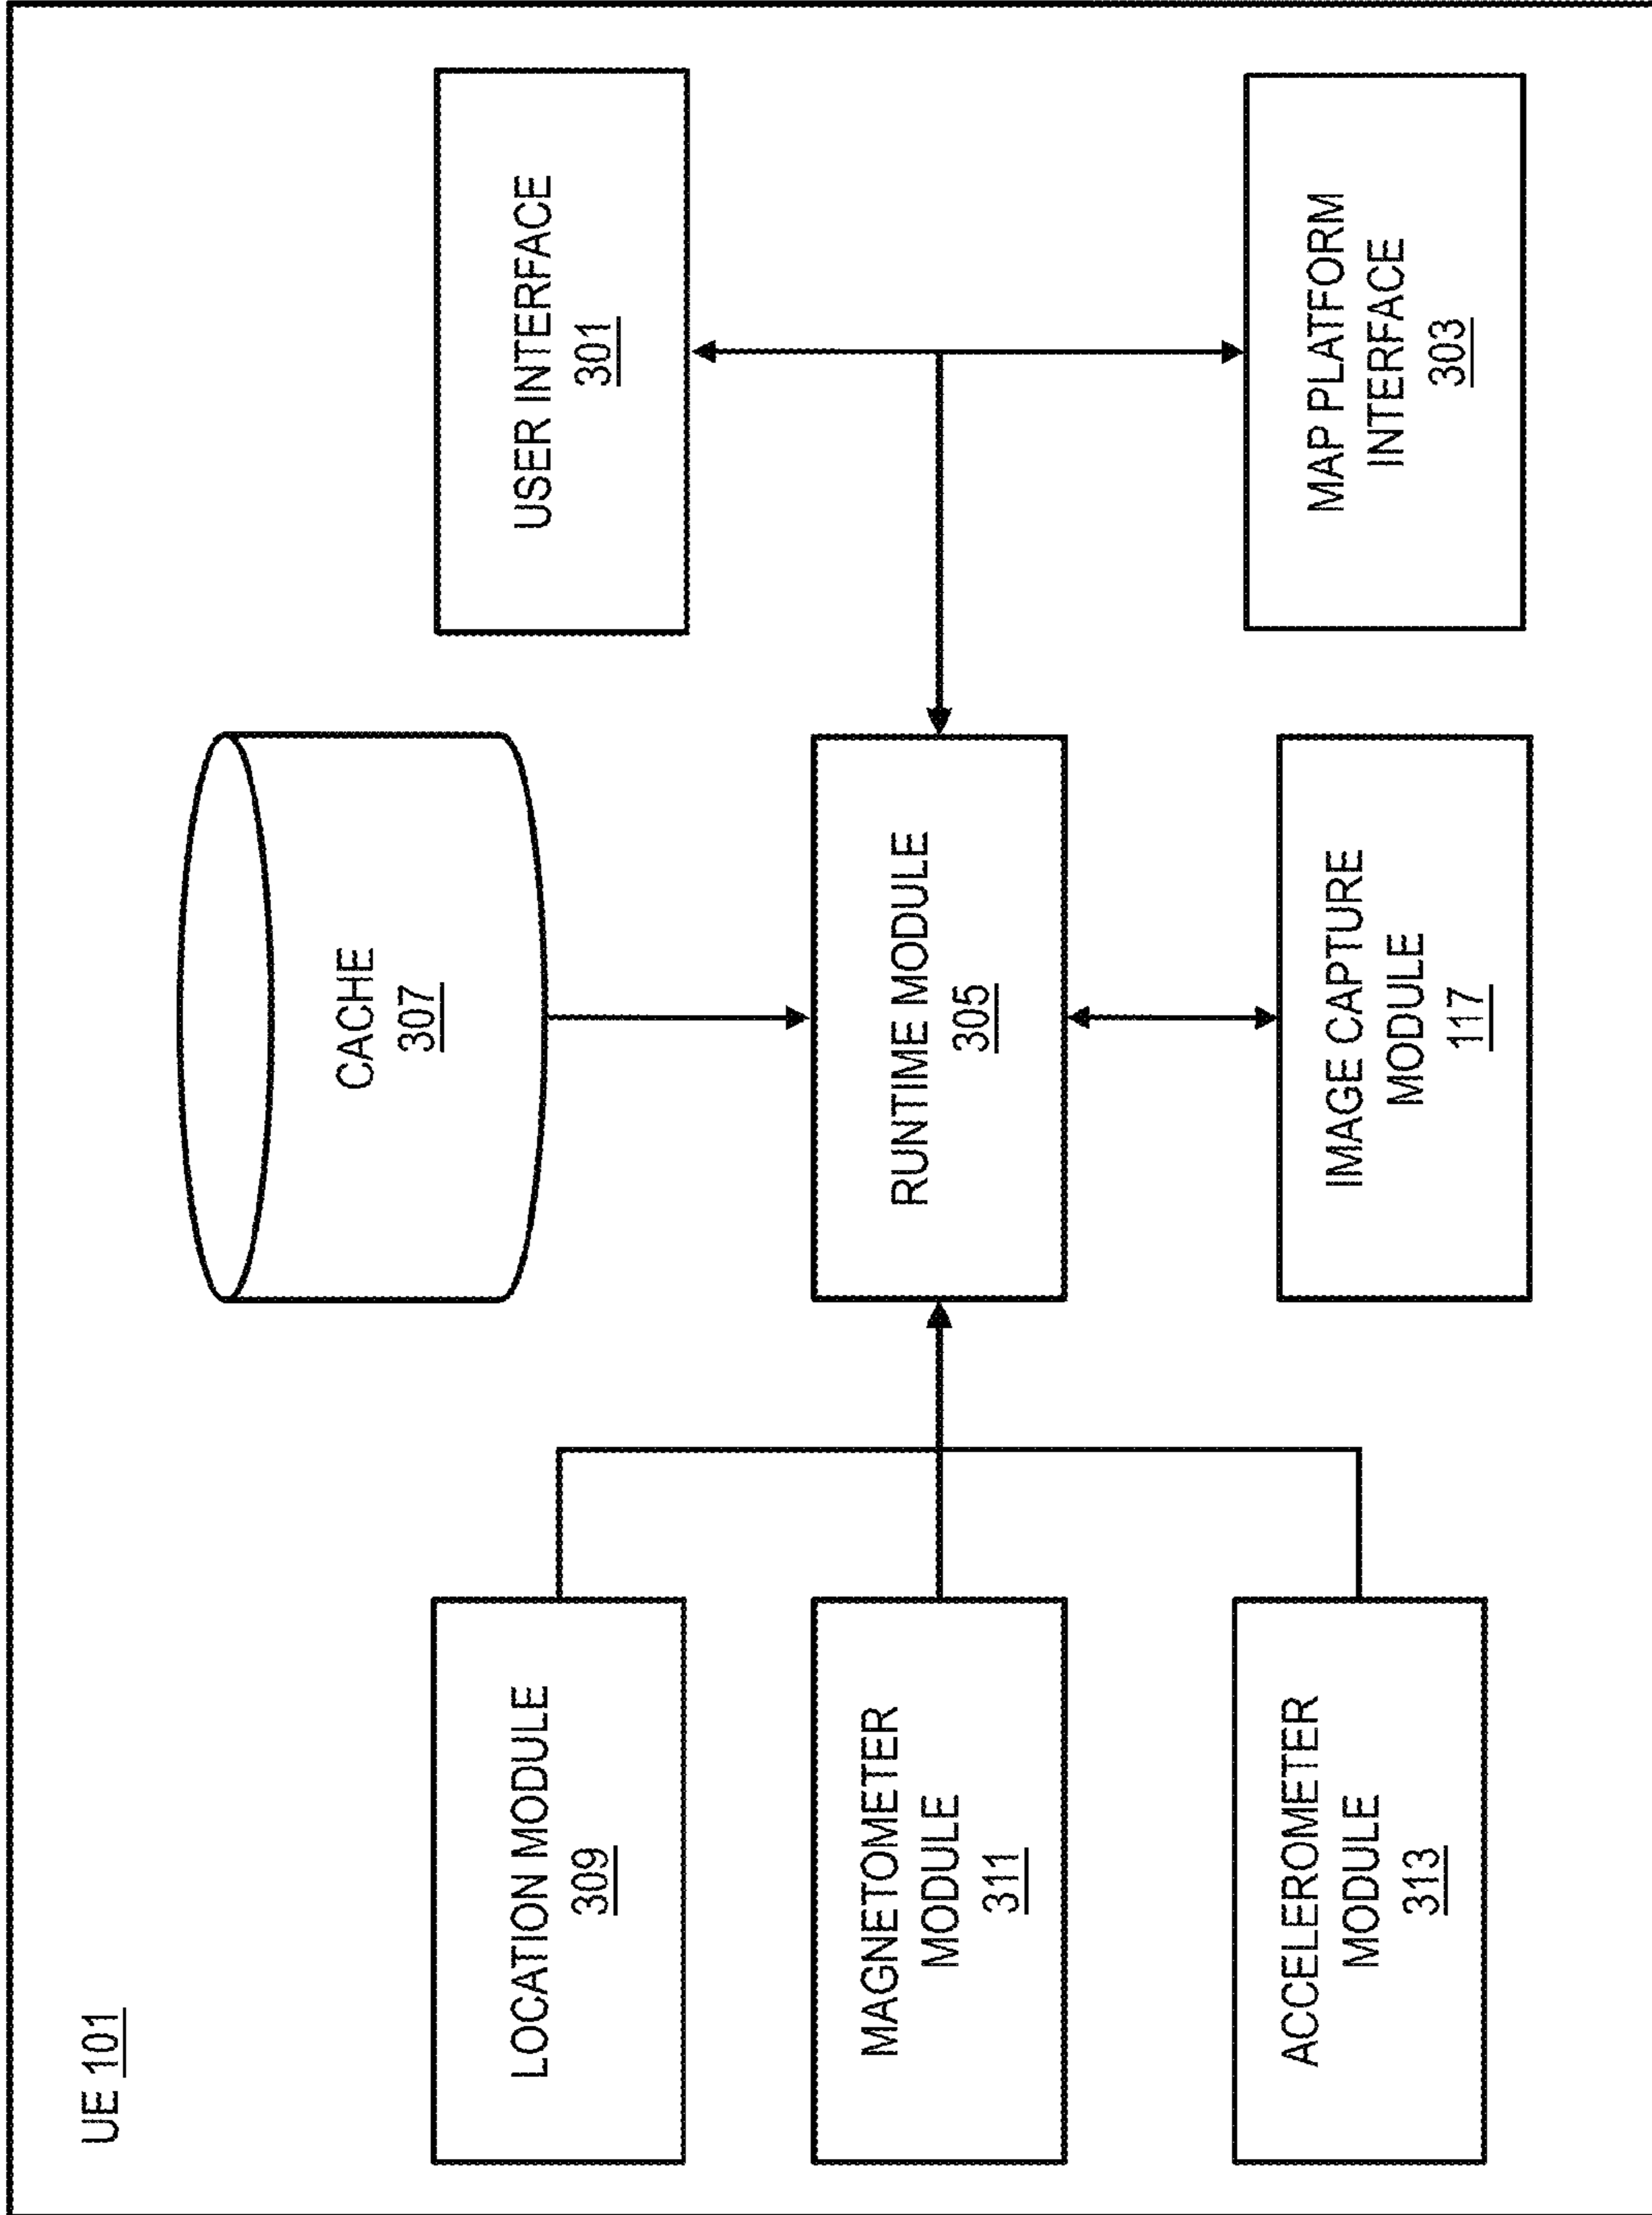 UE 101
LOCATION MODULE
309
MAGNETOMETER
MODULE
311
ACCELEROMETER
MODULE
313
CACHE
307
RUNTIME MODULE
305
IMAGE CAPTURE
MODULE
117
USER INTERFACE
301
MAP PLATFORM
INTERFACE
303